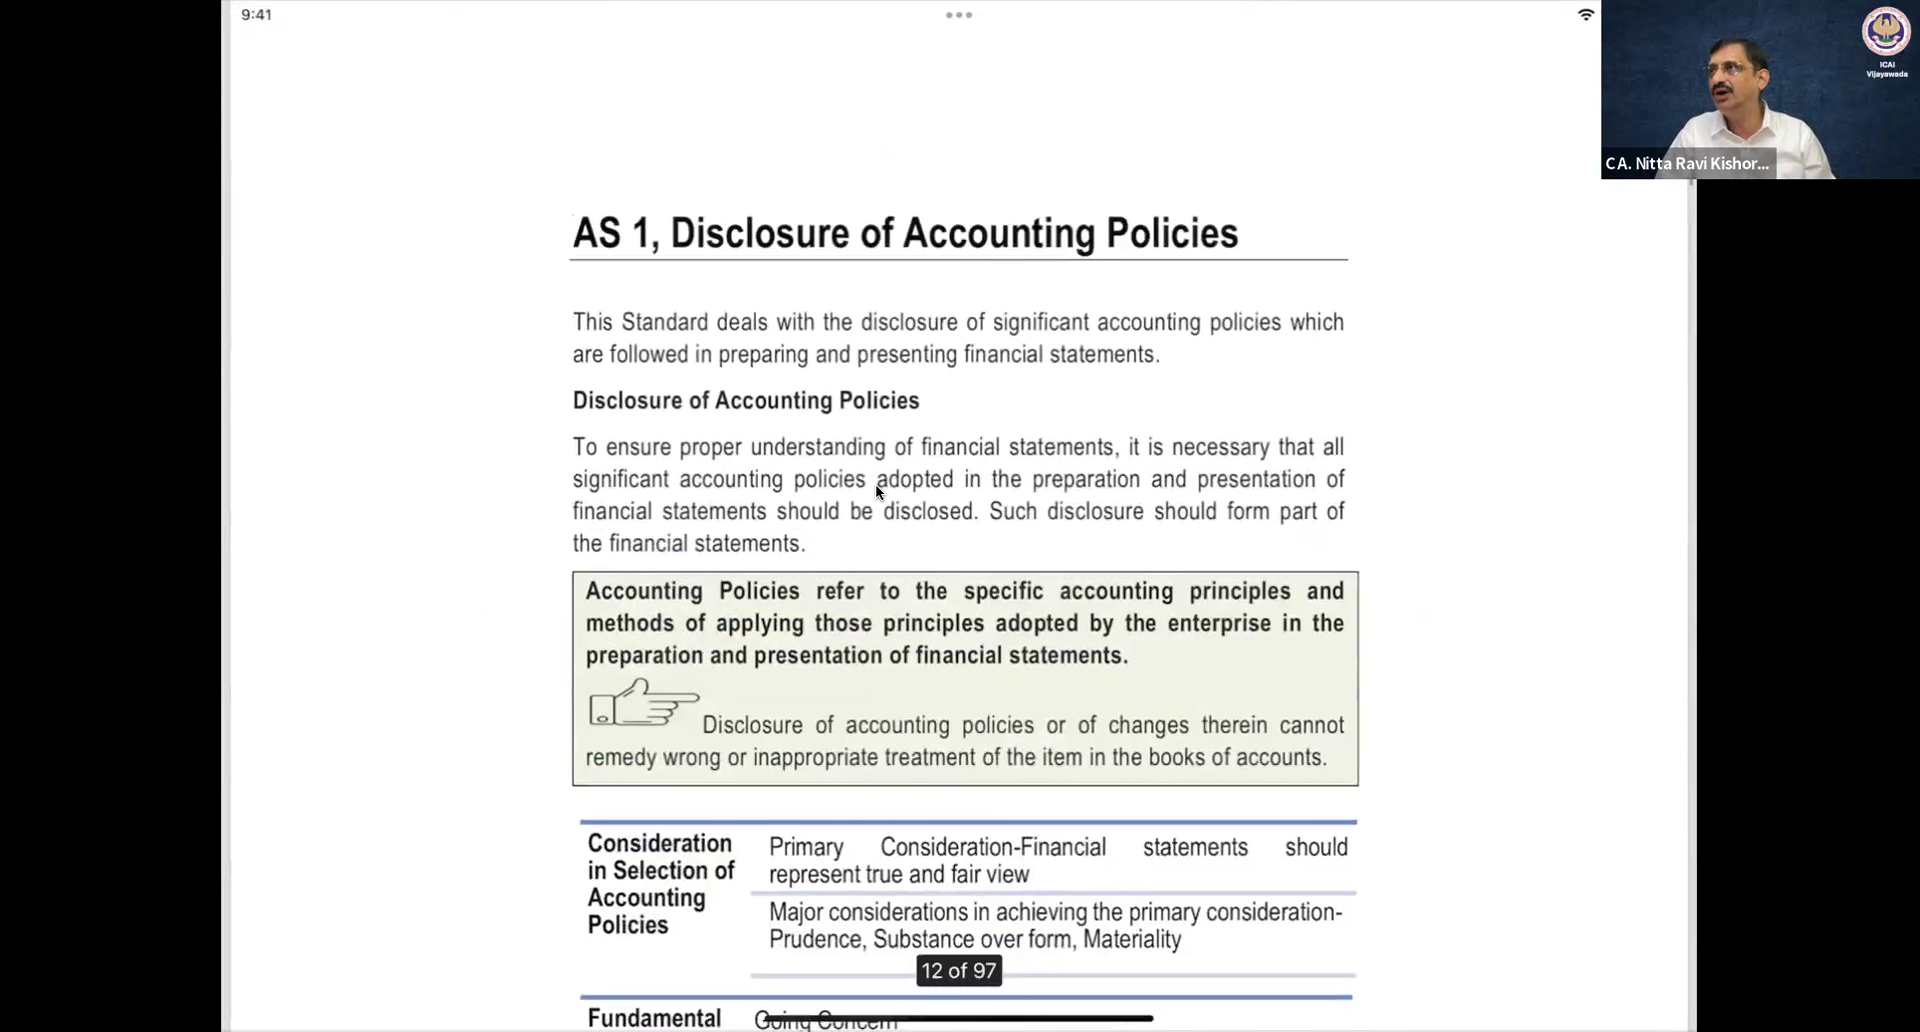 9:41
ICAI
Vijayawada
CA. Nitta Ravi Kishor...
AS 1, Disclosure of Accounting Policies
This Standard deals with the disclosure of significant accounting policies which
are followed in preparing and presenting financial statements.
Disclosure of Accounting Policies
To ensure proper understanding of financial statements, it is necessary that all
significant accounting policies adopted in the preparation and presentation of
financial statements should be disclosed. Such disclosure should form part of
the financial statements.
Accounting Policies refer to the specific accounting principles and
methods of applying those principles adopted by the enterprise in the
preparation and presentation of financial statements.
Disclosure of accounting policies or of changes therein cannot
remedy wrong or inappropriate treatment of the item in the books of accounts.
Consideration
in Selection of
Accounting
Policies
Primary Consideration-Financial statements should
represent true and fair view
Major considerations in achieving the primary consideration-
Prudence, Substance over form, Materiality
12 of 97
Fundamental
Going Concern